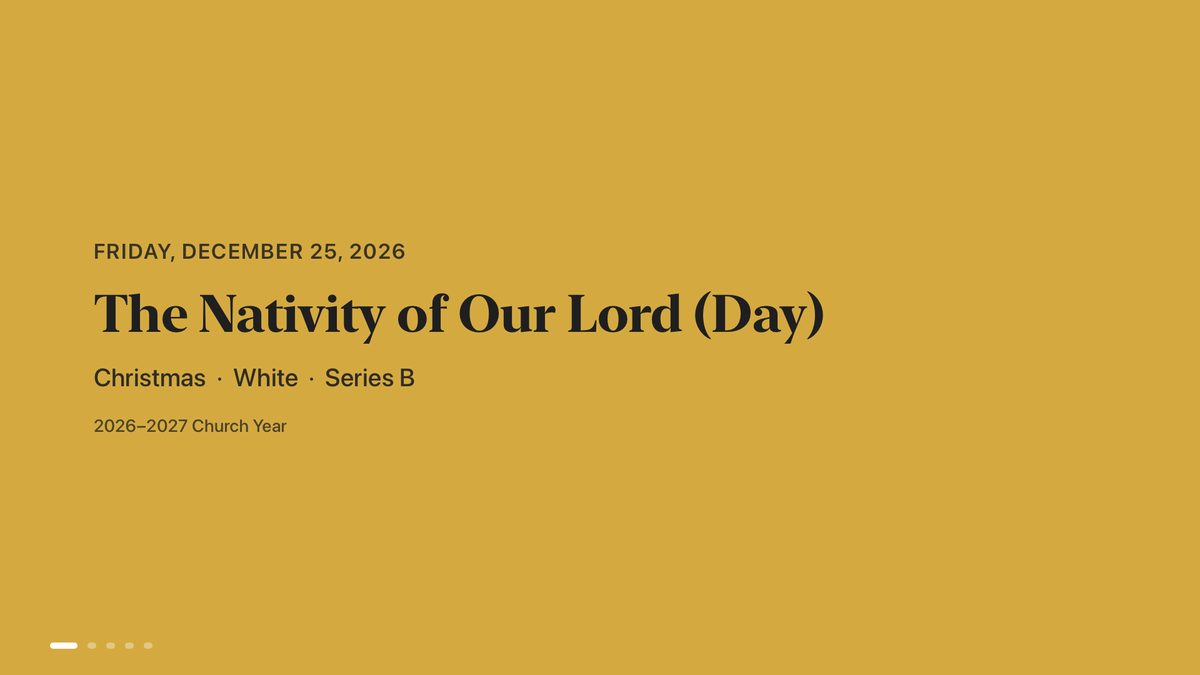 FRIDAY, DECEMBER 25, 2026
The Nativity of Our Lord (Day)
Christmas · White · Series B
2026–2027 Church Year